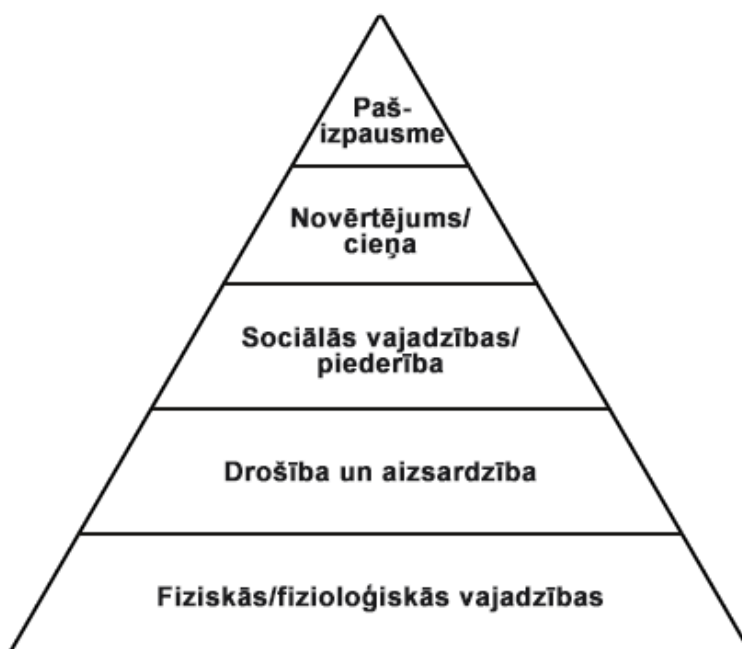 Paš-
izpausme
Novērtējums/
cieņa
Sociālās vajadzības/
piederība
Drošība un aizsardzība
Fiziskās/fizioloģiskās vajadzības